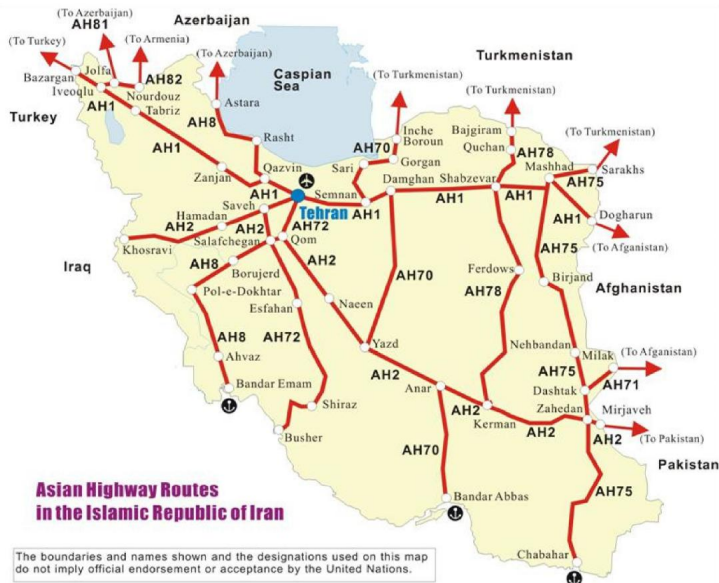 Azerbaijan
AH81
(To Azerbaijan)
(To Turkey)
(To Armenia)
(To Azerbaijan)
Jolfa
Bazargan
Iveoqlu
AH82
Nourdouz
Turkey
AH1
Tabriz
Astara
AH8
Rasht
Caspian
Sea
Turkmenistan
(To Turkmenistan)
(To Turkmenistan)
(To Turkmenistan)
Inche
Boroun
AH70
Sari
Gorgan
Bajgiram
Quchan
AH78
Mashhad
Sarakhs
AH75
AH1
Zanjan
Qazvin
AH1
Semnan
Damghan
Shabzevar
AH1
AH1
AH1
AH1
Dogharun
(To Afganistan)
Tehran
Saveh
Hamadan
AH2
AH2
AH72
Salafchegan
Qom
Khosravi
Iraq
AH8
Borujerd
AH2
AH70
AH75
Pol-e-Dokhtar
Esfahan
Naeen
Ferdows
AH78
Birjand
Afghanistan
AH72
AH8
Ahvaz
Yazd
Nehbandan
Milak
(To Afganistan)
AH75
AH71
Bandar Emam
AH2
Anar
Dashtak
Shiraz
AH2
Zahedan
Mirjaveh
Busher
Kerman
AH2
AH2
(To Pakistan)
AH70
Pakistan
AH75
Asian Highway Routes
in the Islamic Republic of Iran
Bandar Abbas
Chabahar
The boundaries and names shown and the designations used on this map
do not imply official endorsement or acceptance by the United Nations.